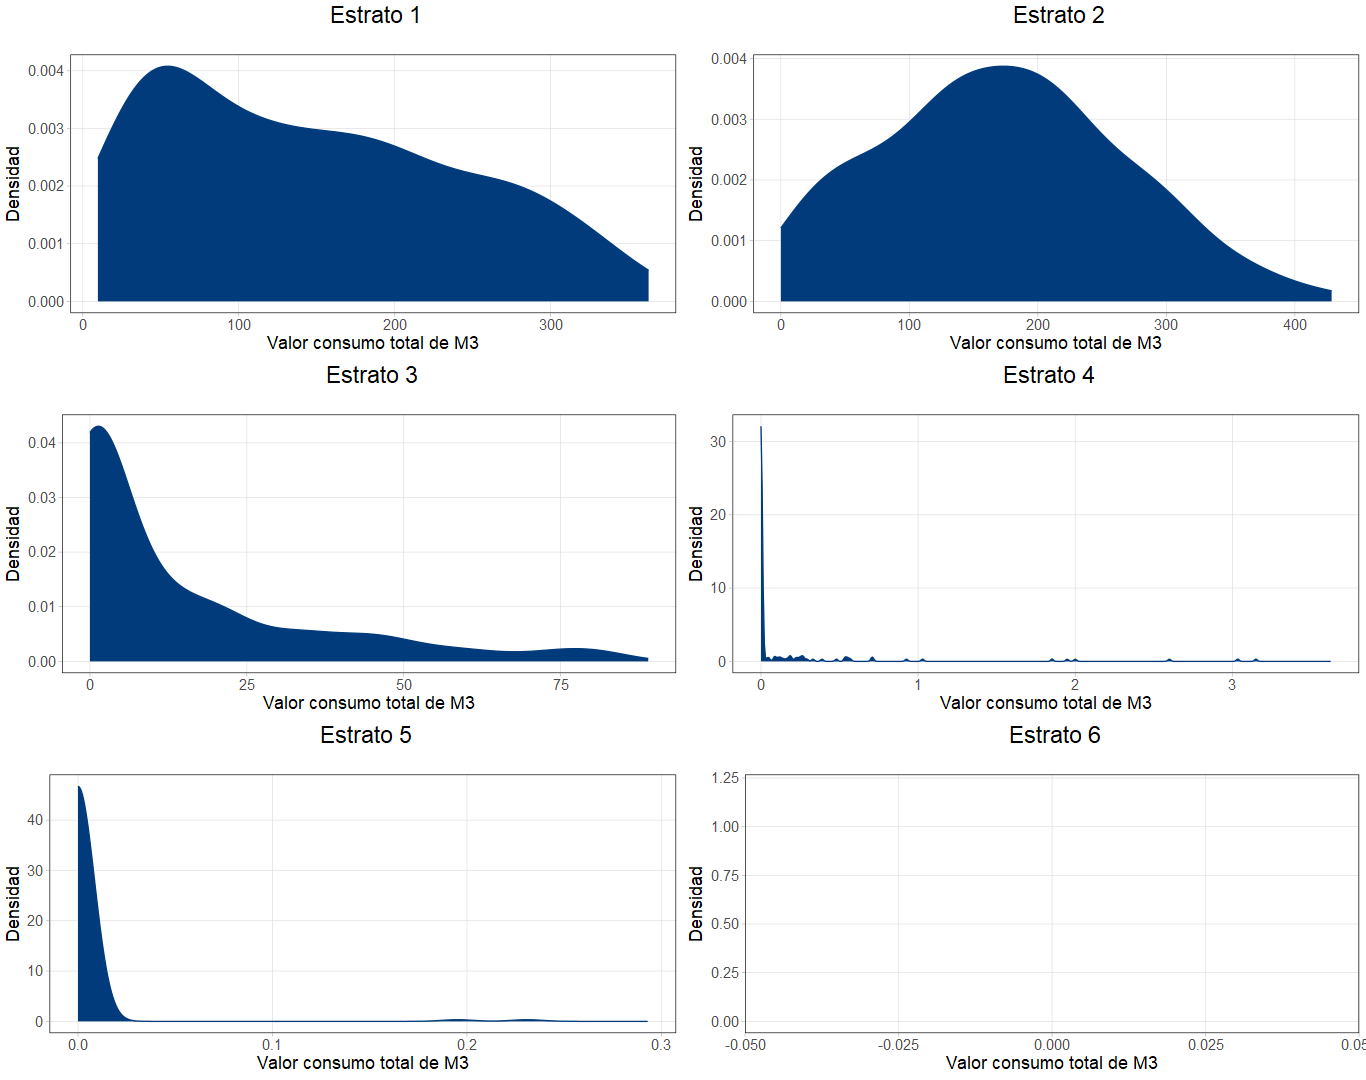 Estrato 1
0.004
0.003
0.002
0.001
0.000
Densidad
0 100 200 300
Valor consumo total de M3
Estrato 2
0.004
0.003
0.002
0.001
0.000
Densidad
0 100 200 300 400
Valor consumo total de M3
Estrato 3
0.04
0.03
0.02
0.01
0.00
Densidad
0 25 50 75
Valor consumo total de M3
Estrato 4
30
20
10
0
Densidad
0 1 2 3
Valor consumo total de M3
Estrato 5
40
30
20
10
0
Densidad
0.0 0.1 0.2 0.3
Valor consumo total de M3
Estrato 6
1.25
1.00
0.75
0.50
0.25
0.00
Densidad
-0.050 -0.025 0.000 0.025 0.05
Valor consumo total de M3